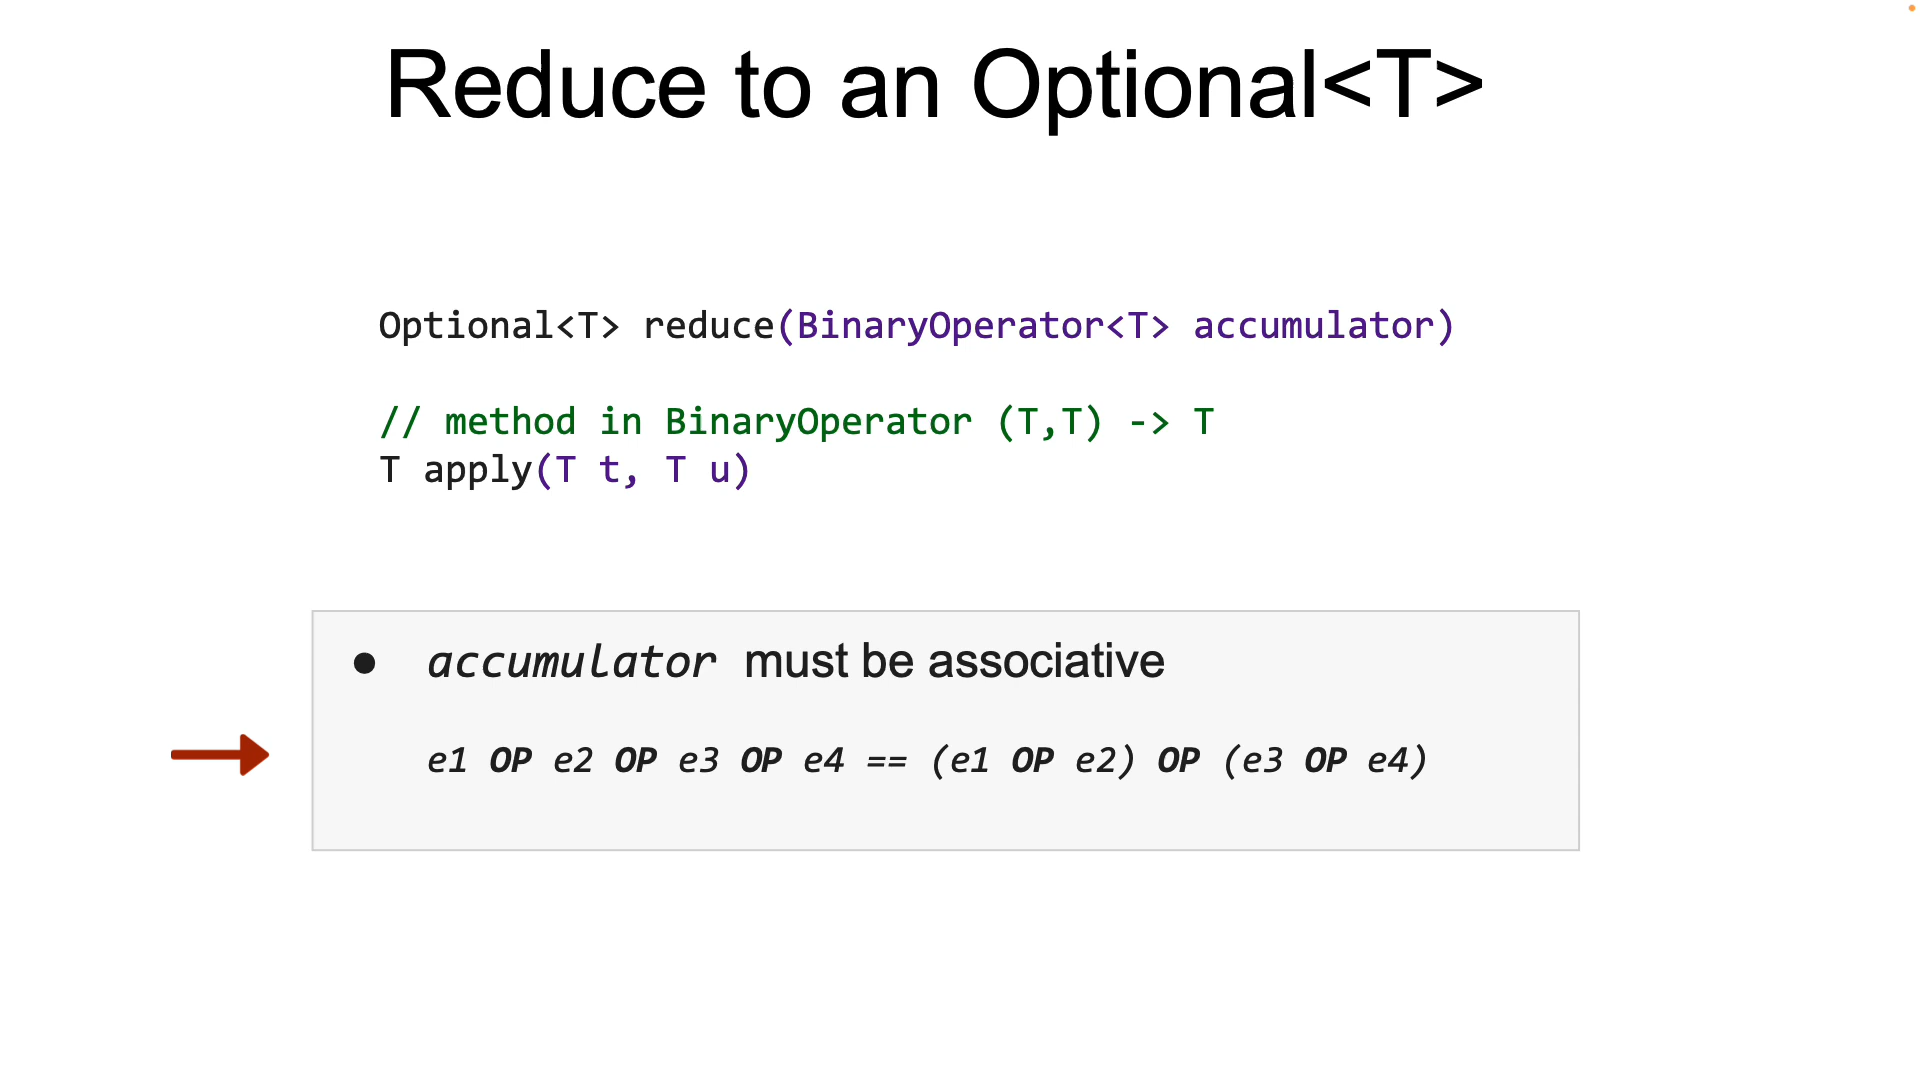 Reduce to an Optional<T>
Optional<T> reduce(BinaryOperator<T> accumulator)
// method in BinaryOperator (T,T) -> T
T apply(T t, T u)
● accumulator must be associative
e1 OP e2 OP e3 OP e4 == (e1 OP e2) OP (e3 OP e4)